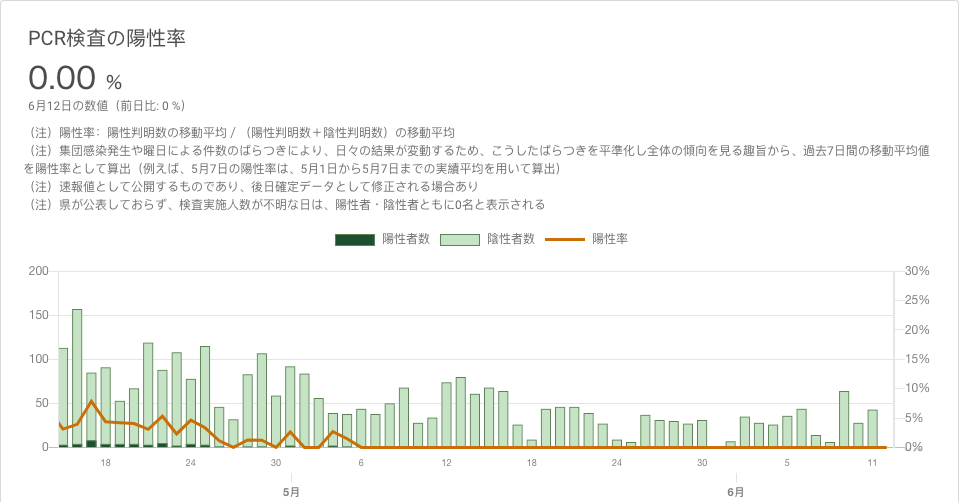 PCR検査の陽性率
0.00 %
6月12日の数値（前日比: 0 %）
（注）陽性率：陽性判明数の移動平均 / （陽性判明数＋陰性判明数）の移動平均
（注）集団感染発生や曜日による件数のばらつきにより、日々の結果が変動するため、こうしたばらつきを平準化し全体の傾向を見る趣旨から、過去7日間の移動平均値
を陽性率として算出（例えば、5月7日の陽性率は、5月1日から5月7日までの実績平均を用いて算出）
（注）速報値として公開するものであり、後日確定データとして修正される場合あり
（注）県が公表しておらず、検査実施人数が不明な日は、陽性者・陰性者ともに0名と表示される
陽性者数 陰性者数 陽性率
200 30%
25%
150
20%
100 15%
10%
50
5%
0 0%
18 24 30 6 12 18 24 30 5 11
5月 6月